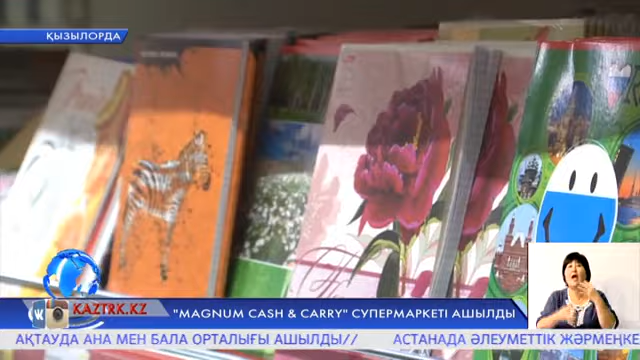 ҚЫЗЫЛОРДА
KAZTRK.KZ
"MAGNUM CASH & CARRY" СУПЕРМАРКЕТІ АШЫЛДЫ
АҚТАУДА АНА МЕН БАЛА ОРТАЛЫҒЫ АШЫЛДЫ// АСТАНАДА ӘЛЕУМЕТТІК ЖӘРМЕҢКЕ